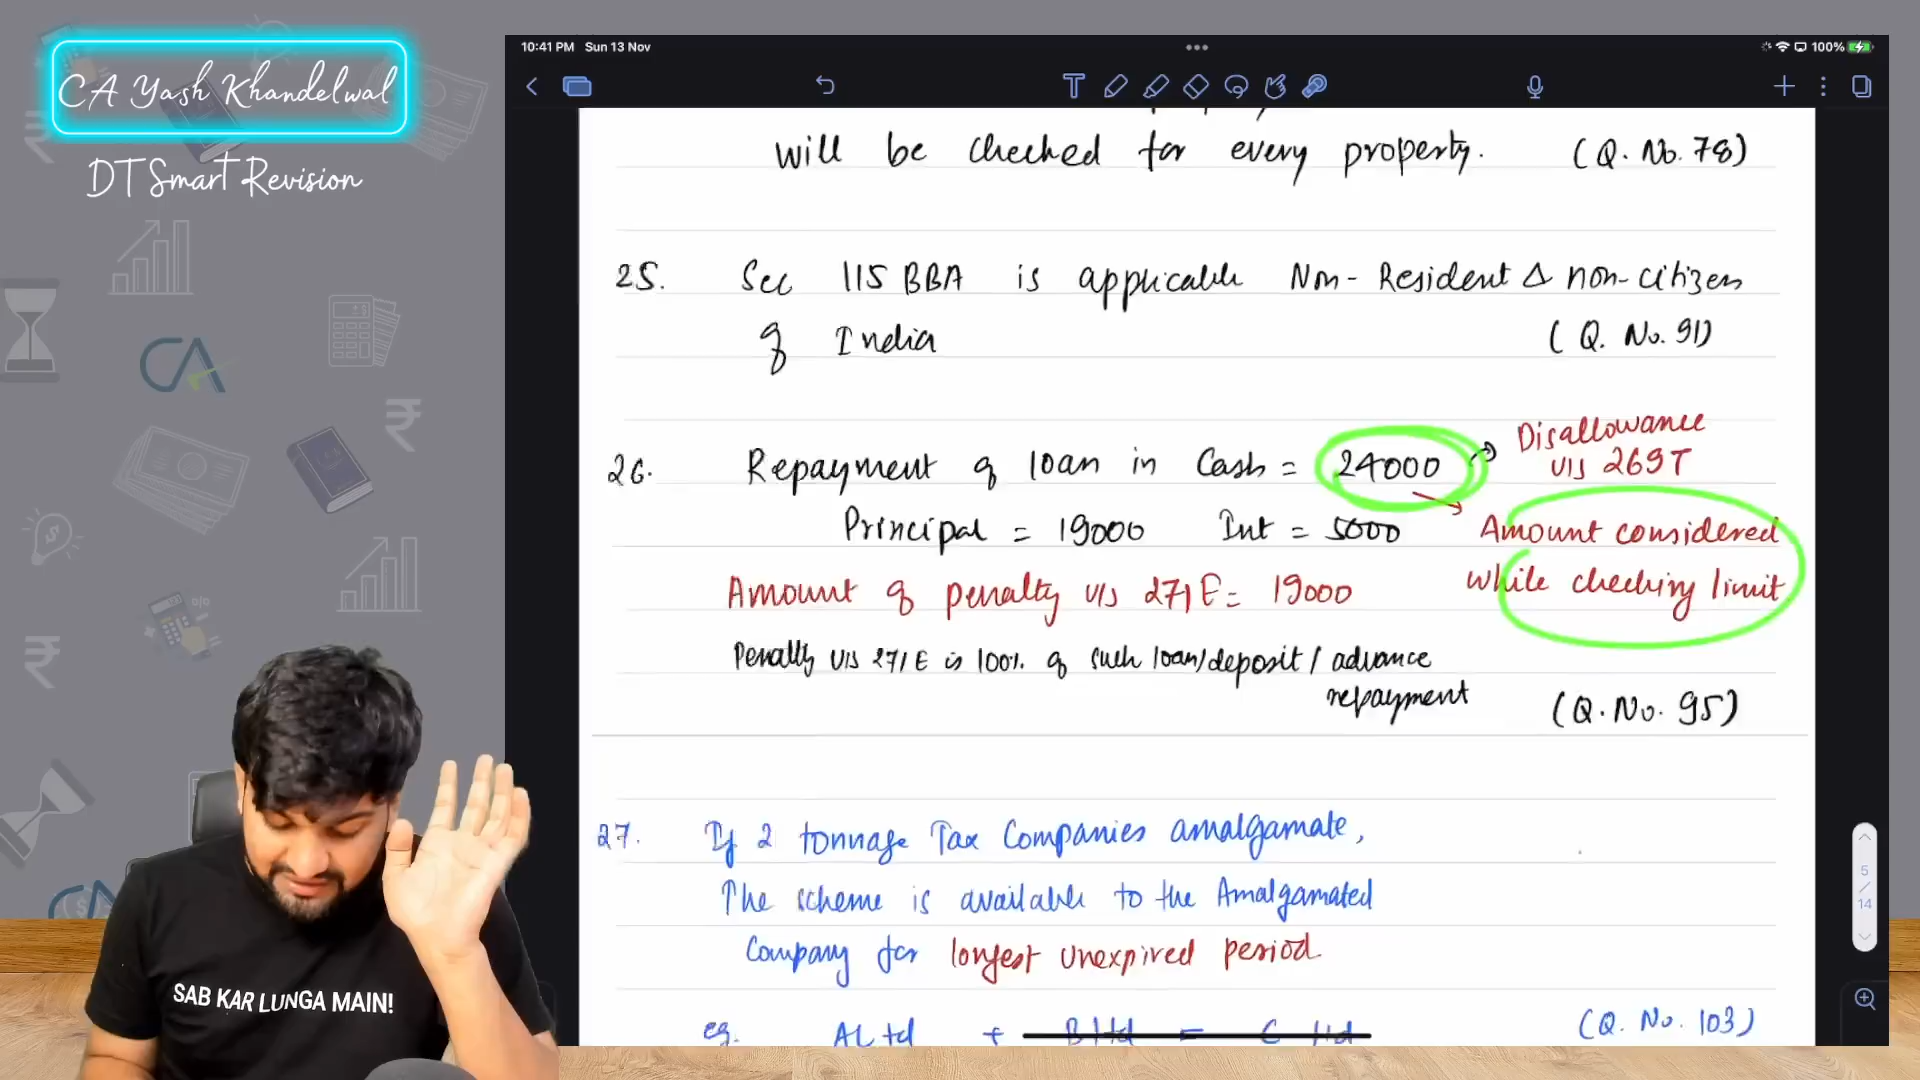 CA Yash Khandelwal
DT Smart Revision
10:41 PM Sun 13 Nov
100%
will be checked for every property. (Q. No. 78)
25. Sec 115 BBA is applicable Non-Resident & non-citizen
of India (Q. No. 91)
26. Repayment of loan in Cash = 24000
Disallowance
u/s 269T
Principal = 19000 Int = 5000
Amount considered
while checking limit
Amount of penalty u/s 271E = 19000
Penalty u/s 271E is 100% of such loan/deposit/advance
repayment (Q. No. 95)
27. If 2 tonnage Tax Companies amalgamate,
The scheme is available to the Amalgamated
Company for longest unexpired period.
eg. A Ltd + B Ltd = C Ltd (Q. No. 103)
5
/
14
CA
SAB KAR LUNGA MAIN!